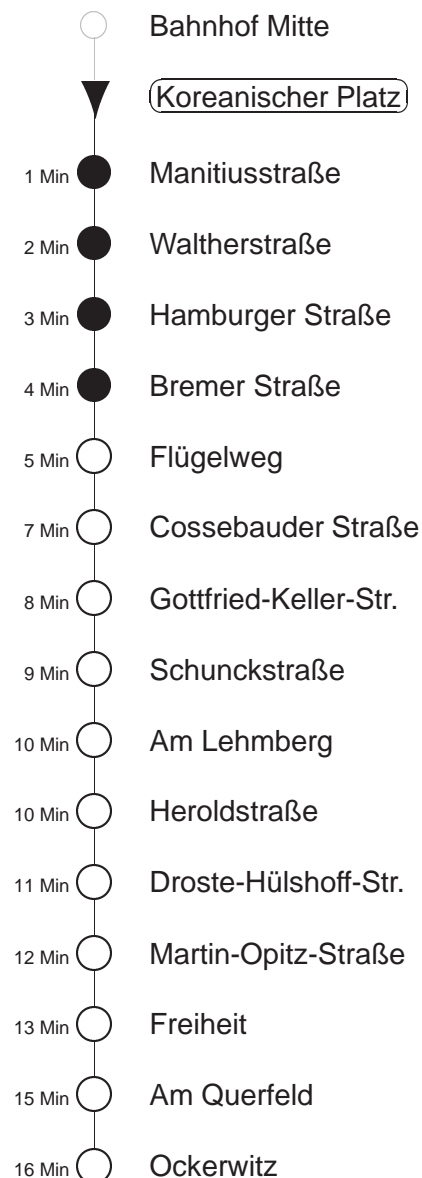 Bahnhof Mitte
Koreanischer Platz
1 Min Manitiusstraße
2 Min Waltherstraße
3 Min Hamburger Straße
4 Min Bremer Straße
5 Min Flügelweg
7 Min Cossebauder Straße
8 Min Gottfried-Keller-Str.
9 Min Schunckstraße
10 Min Am Lehmberg
10 Min Heroldstraße
11 Min Droste-Hülshoff-Str.
12 Min Martin-Opitz-Straße
13 Min Freiheit
15 Min Am Querfeld
16 Min Ockerwitz